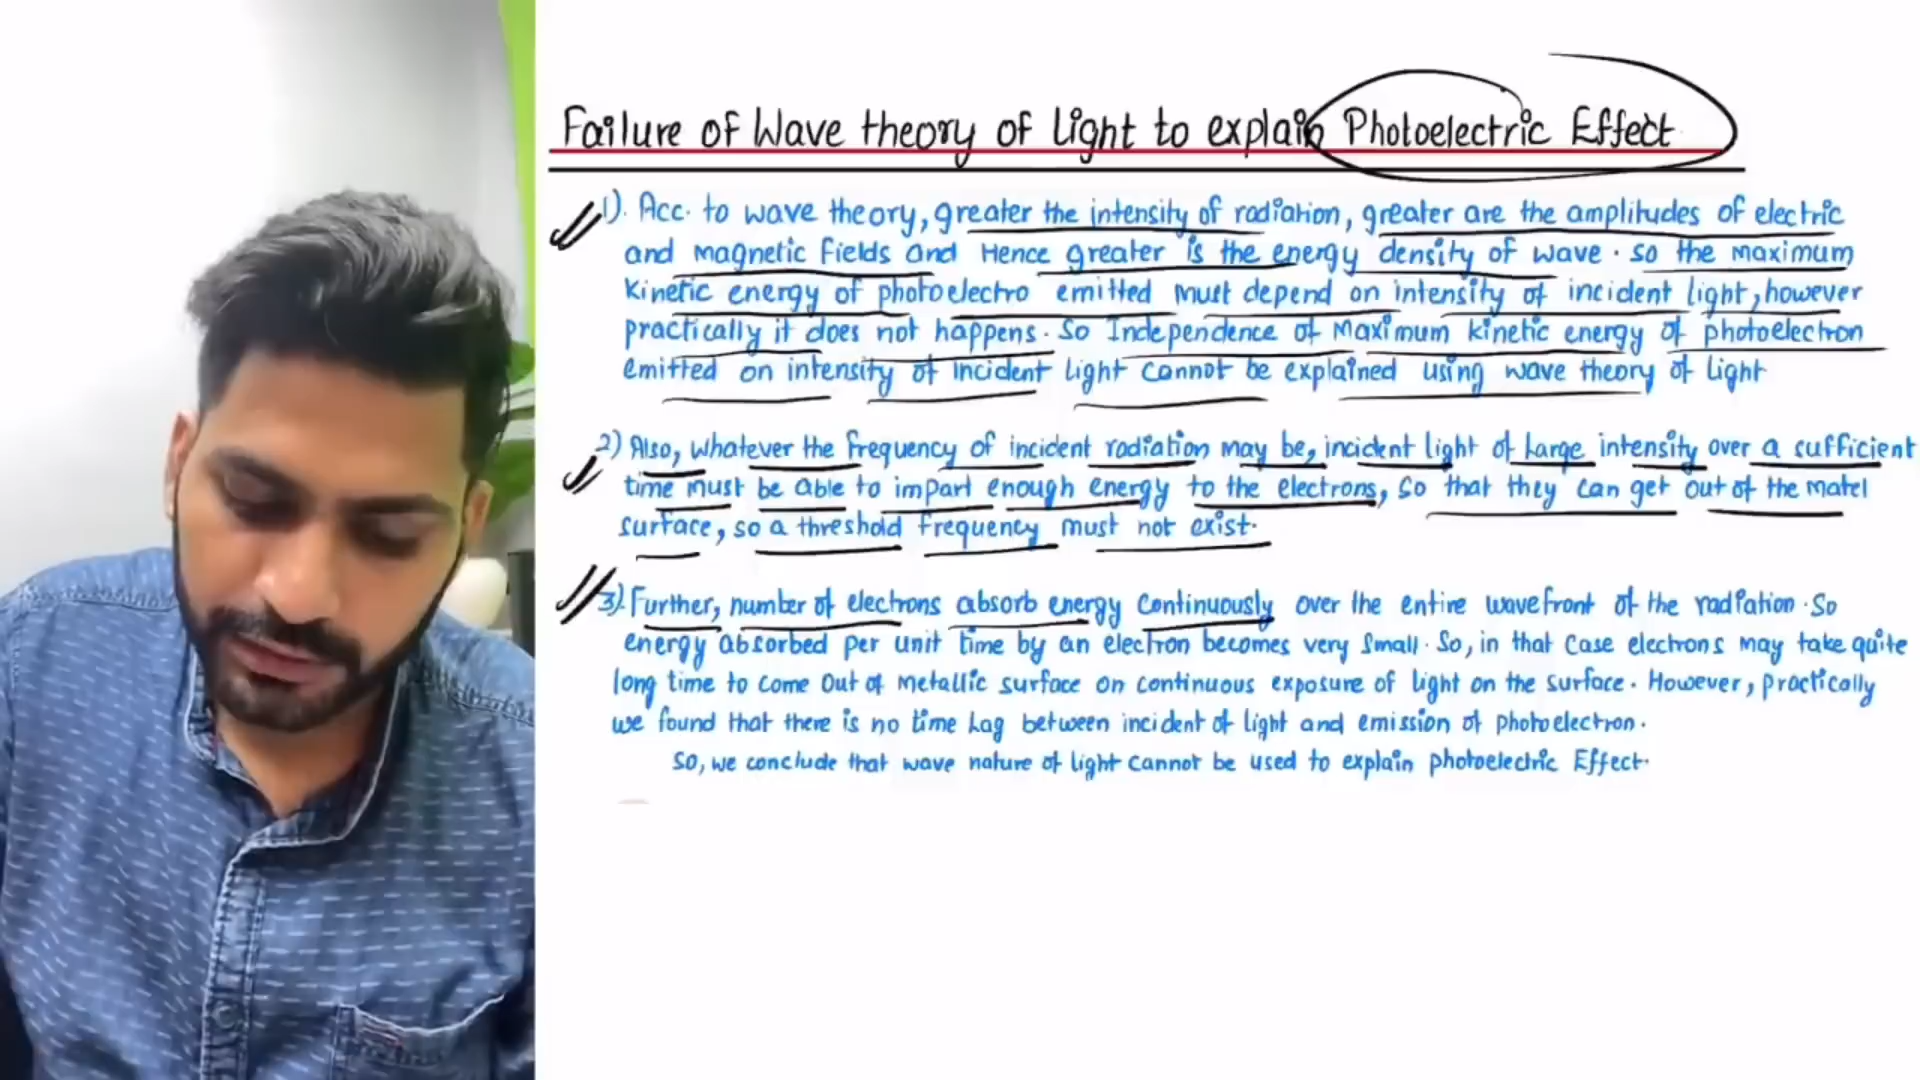 Failure of Wave theory of Light to explain Photoelectric Effect
1). Acc. to wave theory, greater the intensity of radiation, greater are the amplitudes of electric
and magnetic fields and Hence greater is the energy density of wave. So the maximum
Kinetic energy of photoelectro emitted must depend on intensity of incident light, however
practically it does not happens. So Independence of Maximum kinetic energy of photoelectron
emitted on intensity of incident light cannot be explained using wave theory of light
2) Also, whatever the frequency of incident radiation may be, incident light of Large intensity over a sufficient
time must be able to impart enough energy to the electrons, so that they can get out of the matel
surface, so a threshold frequency must not exist.
3). Further, number of electrons absorb energy continuously over the entire wavefront of the radiation. So
energy absorbed per unit time by an electron becomes very small. So, in that case electrons may take quite
long time to come out of metallic surface on continuous exposure of light on the surface. However, practically
we found that there is no time Lag between incident of light and emission of photoelectron.
So, we conclude that wave nature of light cannot be used to explain photoelectric Effect.